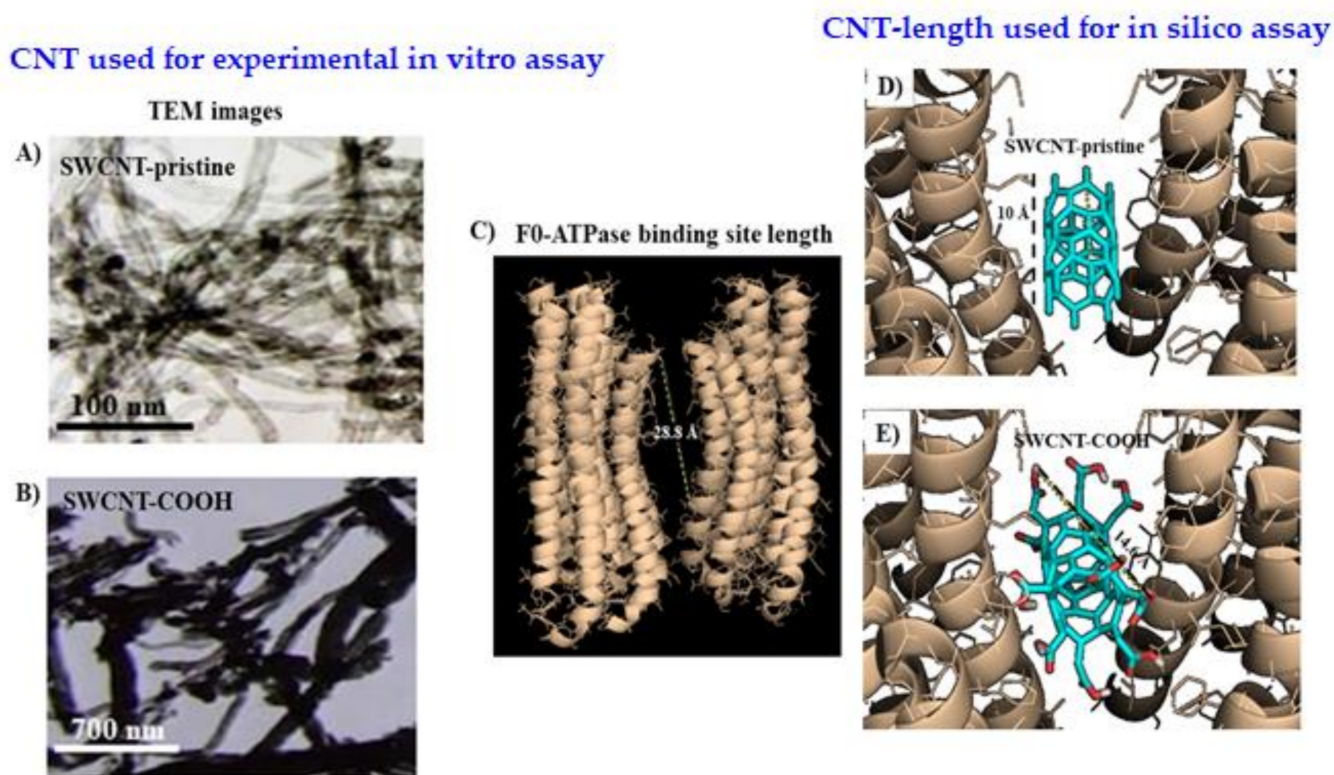 CNT used for experimental in vitro assay
CNT-length used for in silico assay
TEM images
A)
SWCNT-pristine
100 nm
B)
SWCNT-COOH
700 nm
C) F0-ATPase binding site length
28.8 Å
D)
SWCNT-pristine
10 Å
E)
SWCNT-COOH